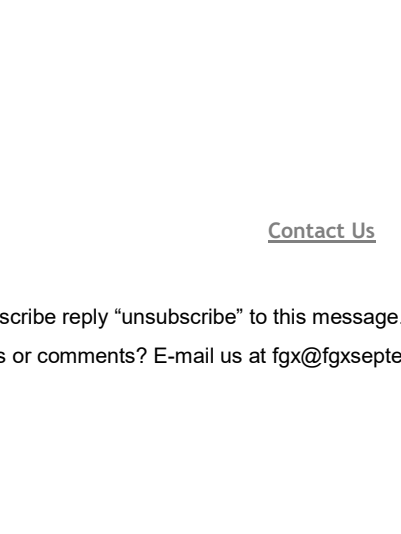 Contact Us
scribe reply “unsubscribe” to this message.
s or comments? E-mail us at fgx@fgxsepte